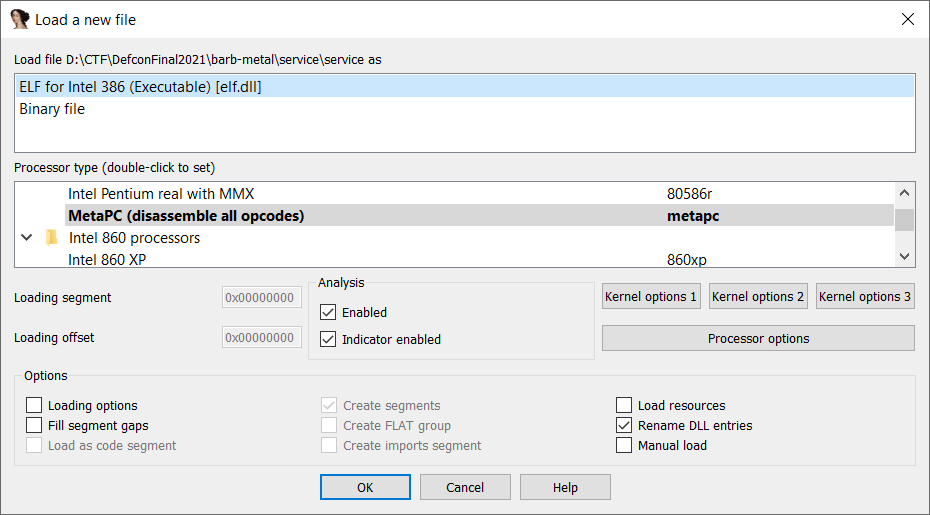 Load a new file
Load file D:\CTF\DefconFinal2021\barb-metal\service\service as
ELF for Intel 386 (Executable) [elf.dll]
Binary file
Processor type (double-click to set)
Intel Pentium real with MMX 80586r
MetaPC (disassemble all opcodes) metapc
Intel 860 processors
Intel 860 XP 860xp
Loading segment 0x00000000
Loading offset 0x00000000
Analysis
Enabled
Indicator enabled
Kernel options 1 Kernel options 2 Kernel options 3
Processor options
Options
Loading options Create segments Load resources
Fill segment gaps Create FLAT group Rename DLL entries
Load as code segment Create imports segment Manual load
OK Cancel Help